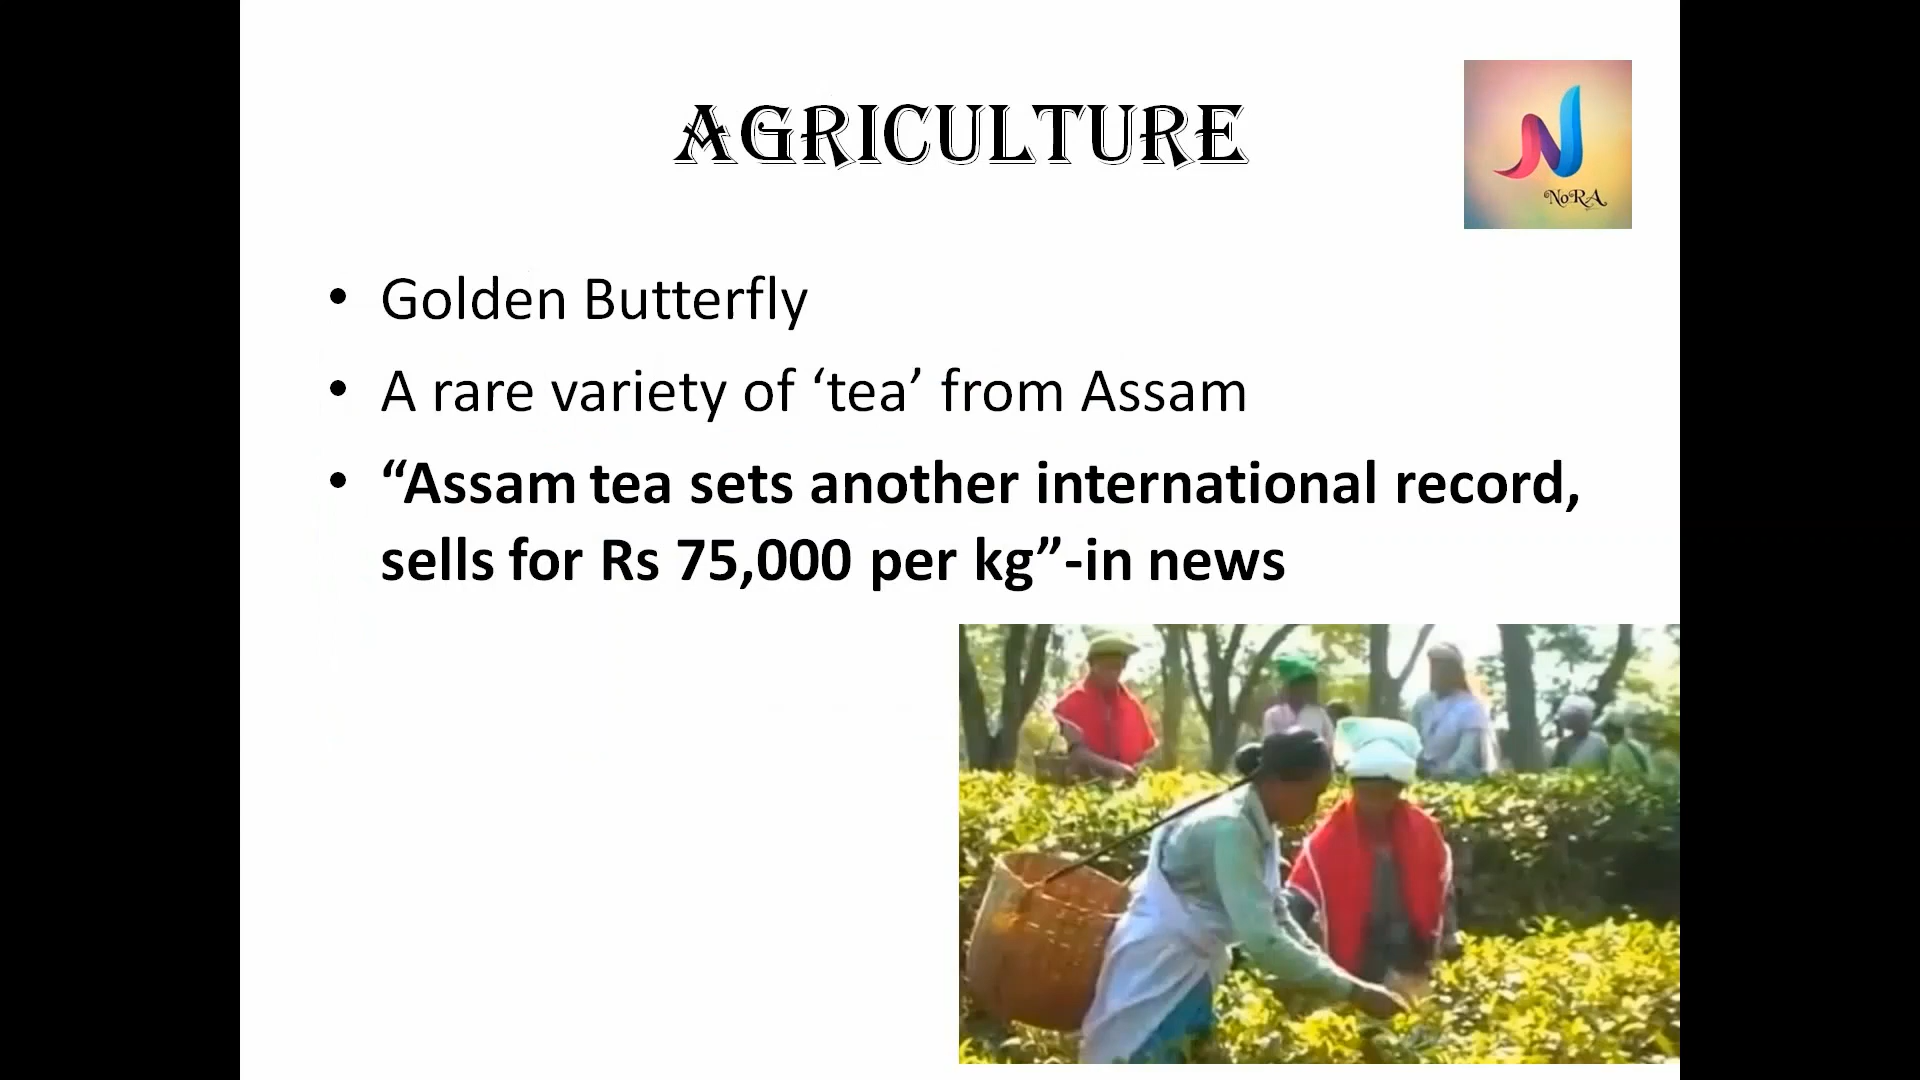 AGRICULTURE
NoRA
• Golden Butterfly
• A rare variety of ‘tea’ from Assam
• “Assam tea sets another international record,
sells for Rs 75,000 per kg”-in news